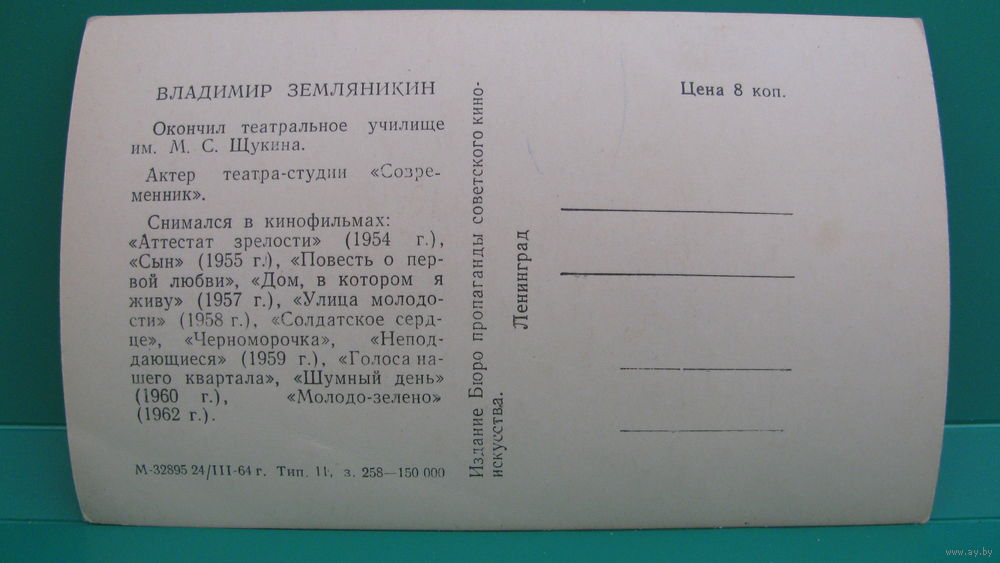 ВЛАДИМИР ЗЕМЛЯНИКИН
Окончил театральное училище
им. М. С. Щукина.
Актер театра-студии «Совре-
менник».
Снимался в кинофильмах:
«Аттестат зрелости» (1954 г.),
«Сын» (1955 г.), «Повесть о пер-
вой любви», «Дом, в котором я
живу» (1957 г.), «Улица молодо-
сти» (1958 г.), «Солдатское серд-
це», «Черноморочка», «Непод-
дающиеся» (1959 г.), «Голоса на-
шего квартала», «Шумный день»
(1960 г.), «Молодо-зелено»
(1962 г.).
М-32895 24/III-64 г. Тип. 11, з. 258—150 000
Издание Бюро пропаганды советского кино-
искусства.
Ленинград
Цена 8 коп.
www.ay.by